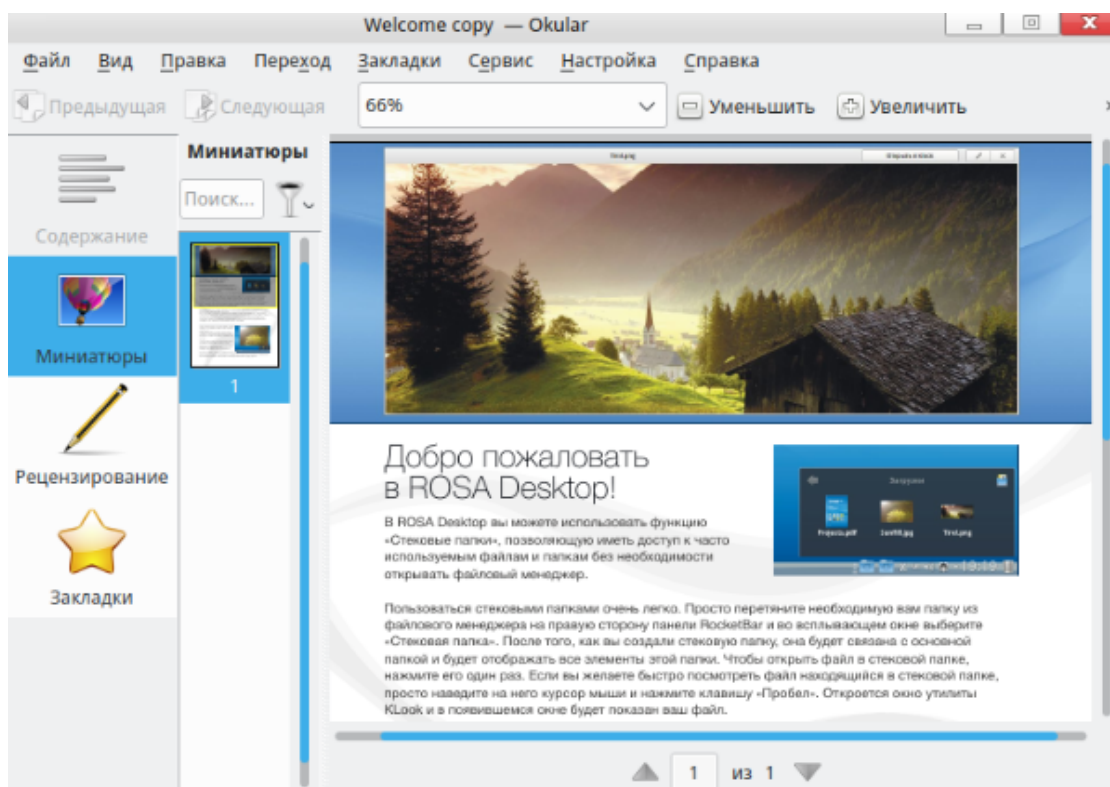 Welcome copy — Okular
Файл Вид Правка Переход Закладки Сервис Настройка Справка
Предыдущая Следующая 66% Уменьшить Увеличить
Миниатюры
Поиск...
Содержание
Миниатюры
1
Рецензирование
Закладки
Добро пожаловать
в ROSA Desktop!
В ROSA Desktop вы можете использовать функцию
«Стековые папки», позволяющую иметь доступ к часто
используемым файлам и папкам без необходимости
открывать файловый менеджер.
Загрузки
Test.png
Пользоваться стековыми папками очень легко. Просто перетяните необходимую вам папку из
файлового менеджера на правую сторону панели RocketBar и во всплывающем окне выберите
«Стековая папка». После того, как вы создали стековую папку, она будет связана с основной
папкой и будет отображать все элементы этой папки. Чтобы открыть файл в стековой папке,
нажмите его один раз. Если вы желаете быстро посмотреть файл находящийся в стековой папке,
просто наведите на него курсор мыши и нажмите клавишу «Пробел». Откроется окно утилиты
KLook и в появившемся окне будет показан ваш файл.
1 из 1